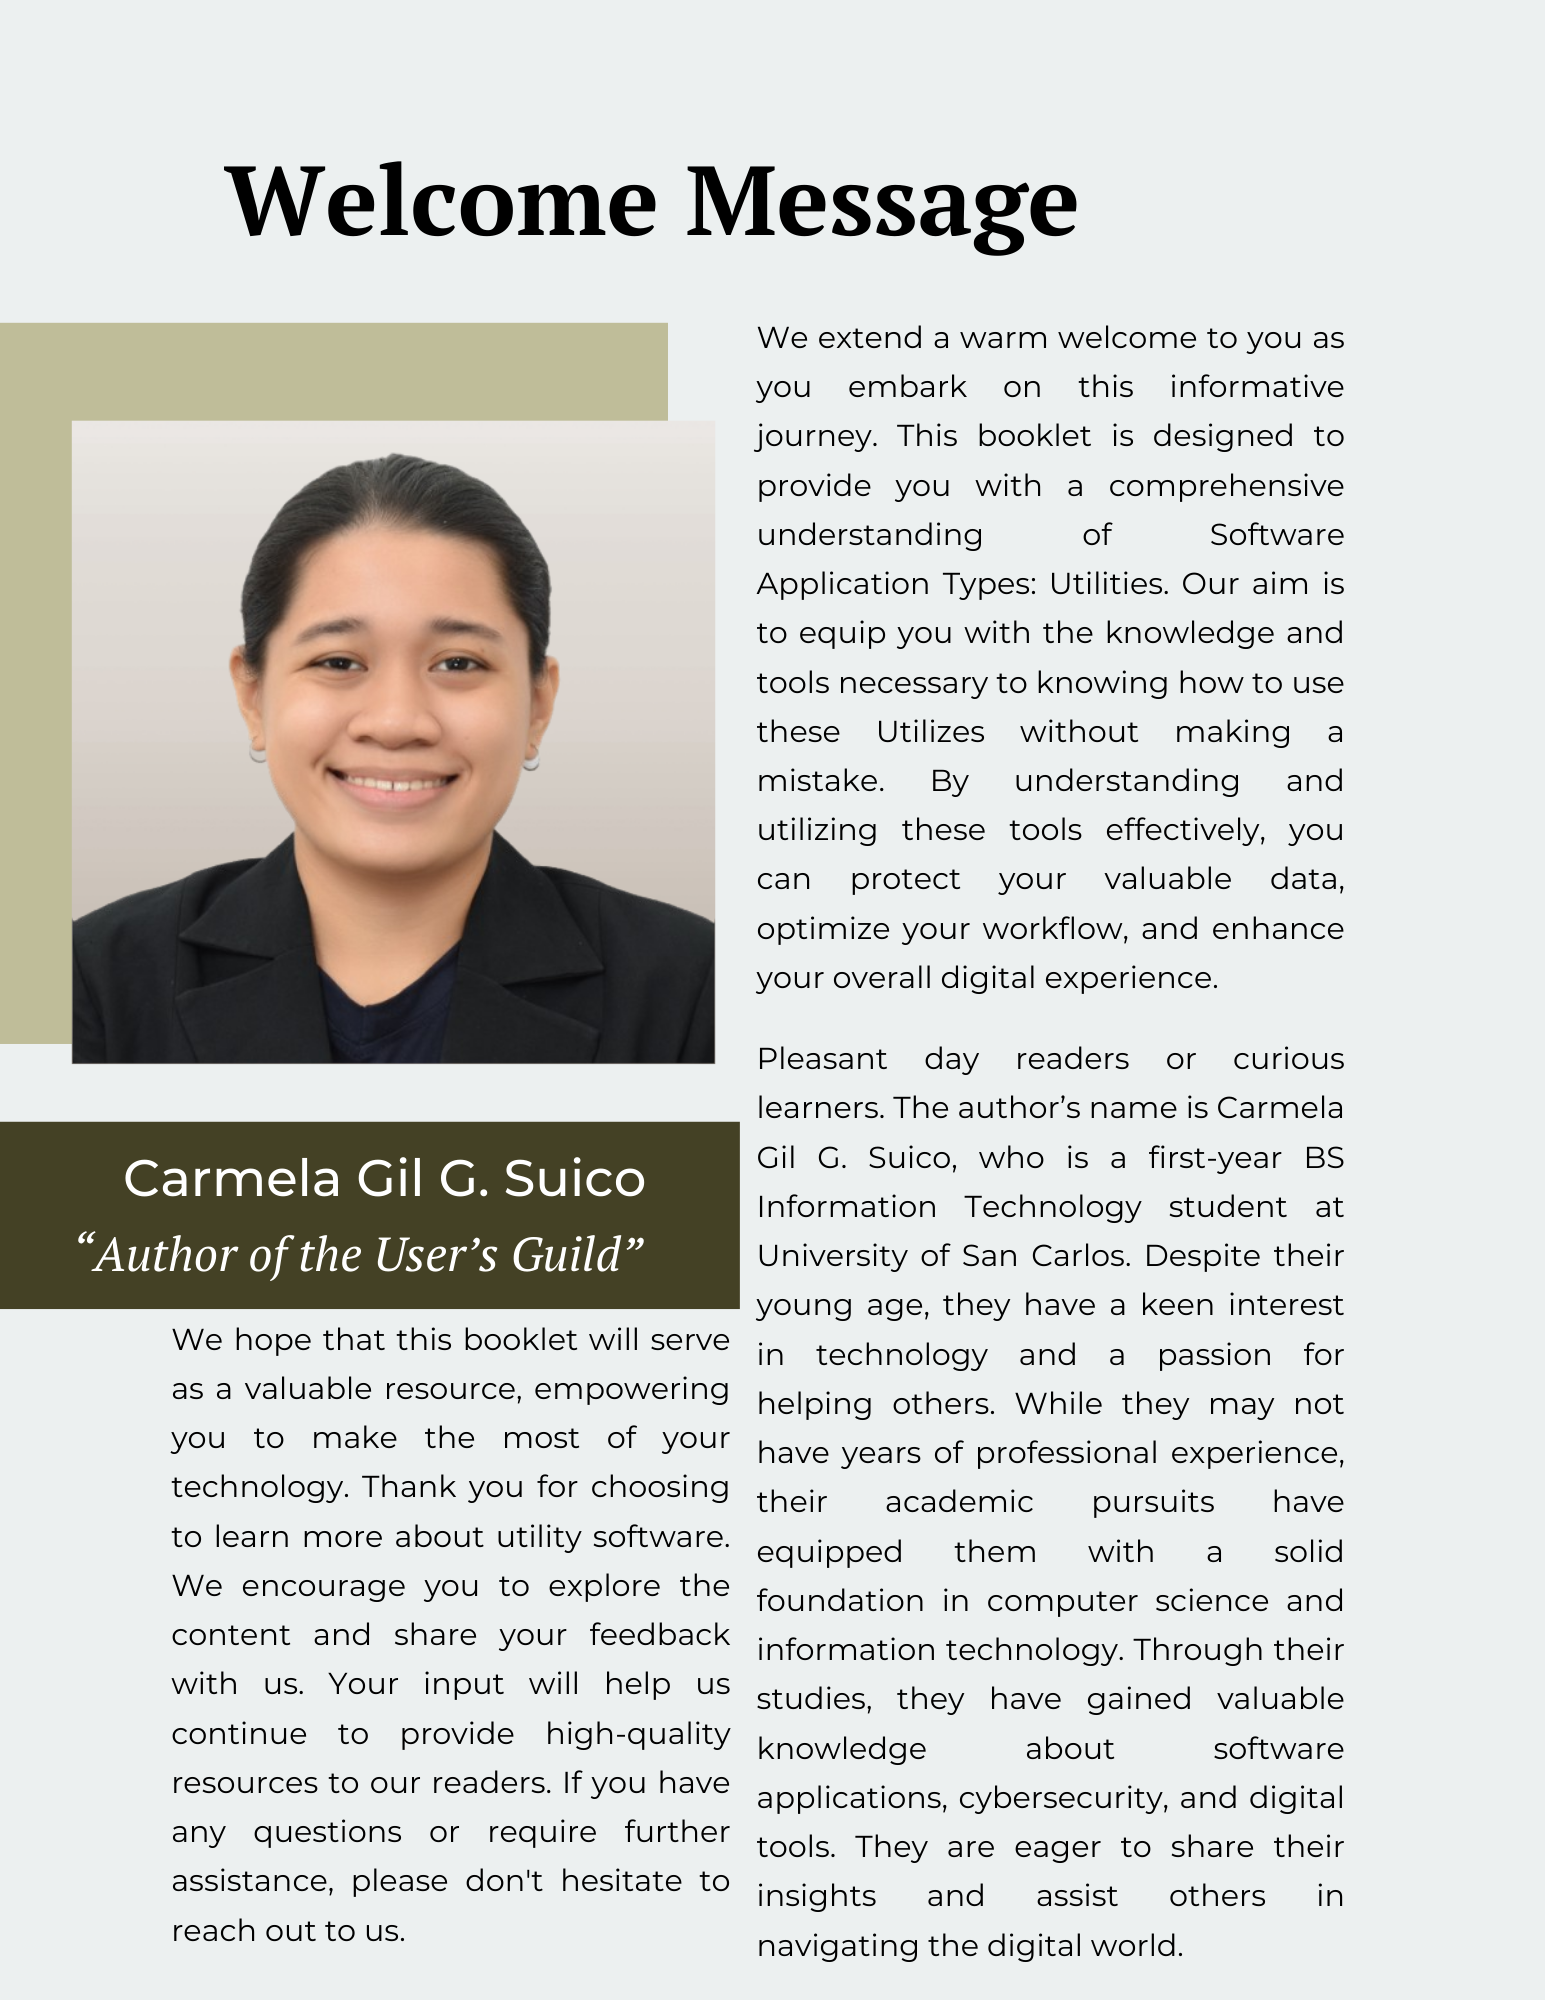 Welcome Message
We extend a warm welcome to you as
you embark on this informative
journey. This booklet is designed to
provide you with a comprehensive
understanding of Software
Application Types: Utilities. Our aim is
to equip you with the knowledge and
tools necessary to knowing how to use
these Utilizes without making a
mistake. By understanding and
utilizing these tools effectively, you
can protect your valuable data,
optimize your workflow, and enhance
your overall digital experience.
Pleasant day readers or curious
learners. The author’s name is Carmela
Gil G. Suico, who is a first-year BS
Information Technology student at
University of San Carlos. Despite their
young age, they have a keen interest
in technology and a passion for
helping others. While they may not
have years of professional experience,
their academic pursuits have
equipped them with a solid
foundation in computer science and
information technology. Through their
studies, they have gained valuable
knowledge about software
applications, cybersecurity, and digital
tools. They are eager to share their
insights and assist others in
navigating the digital world.
Carmela Gil G. Suico
“Author of the User’s Guild”
We hope that this booklet will serve
as a valuable resource, empowering
you to make the most of your
technology. Thank you for choosing
to learn more about utility software.
We encourage you to explore the
content and share your feedback
with us. Your input will help us
continue to provide high-quality
resources to our readers. If you have
any questions or require further
assistance, please don't hesitate to
reach out to us.